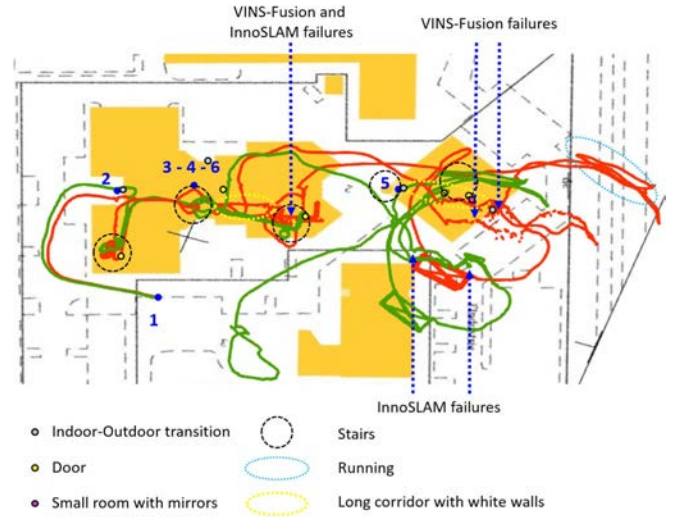 VINS-Fusion and
InnoSLAM failures
VINS-Fusion failures
2
3 - 4 - 6
5
1
InnoSLAM failures
Indoor-Outdoor transition
Stairs
Door
Running
Small room with mirrors
Long corridor with white walls